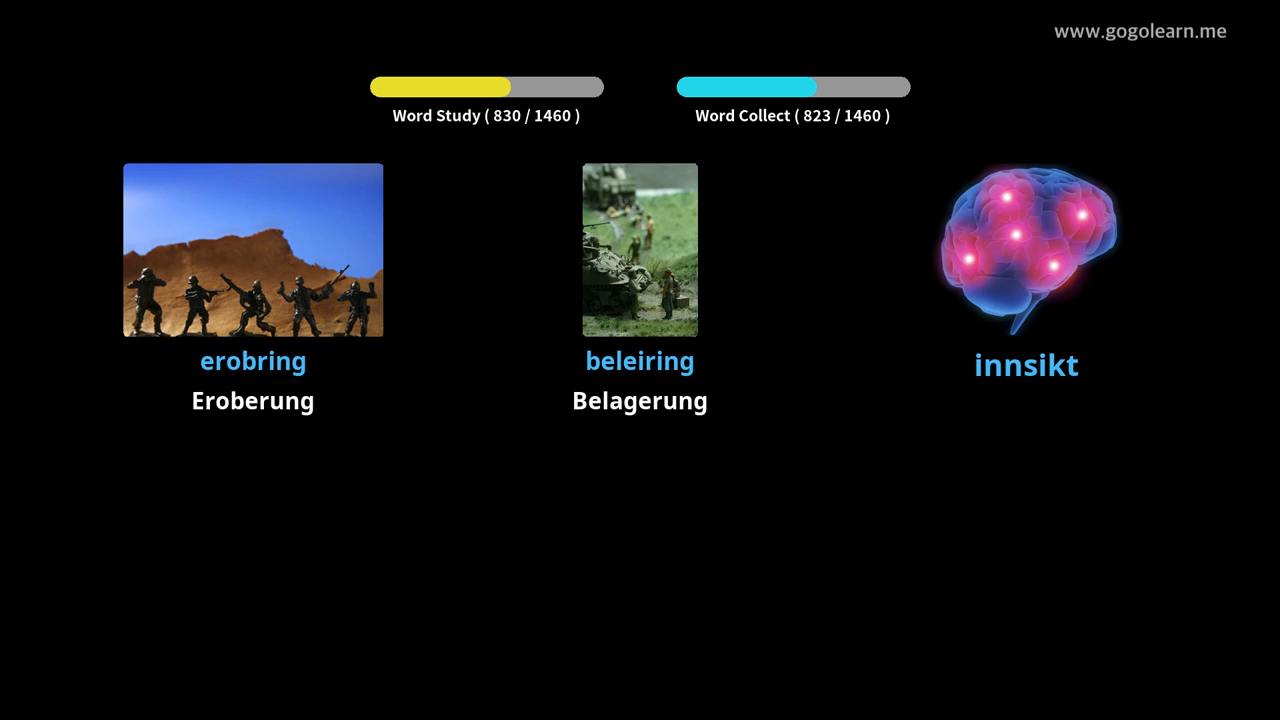 www.gogolearn.me
Word Study ( 830 / 1460 )
Word Collect ( 823 / 1460 )
erobring
Eroberung
beleiring
Belagerung
innsikt